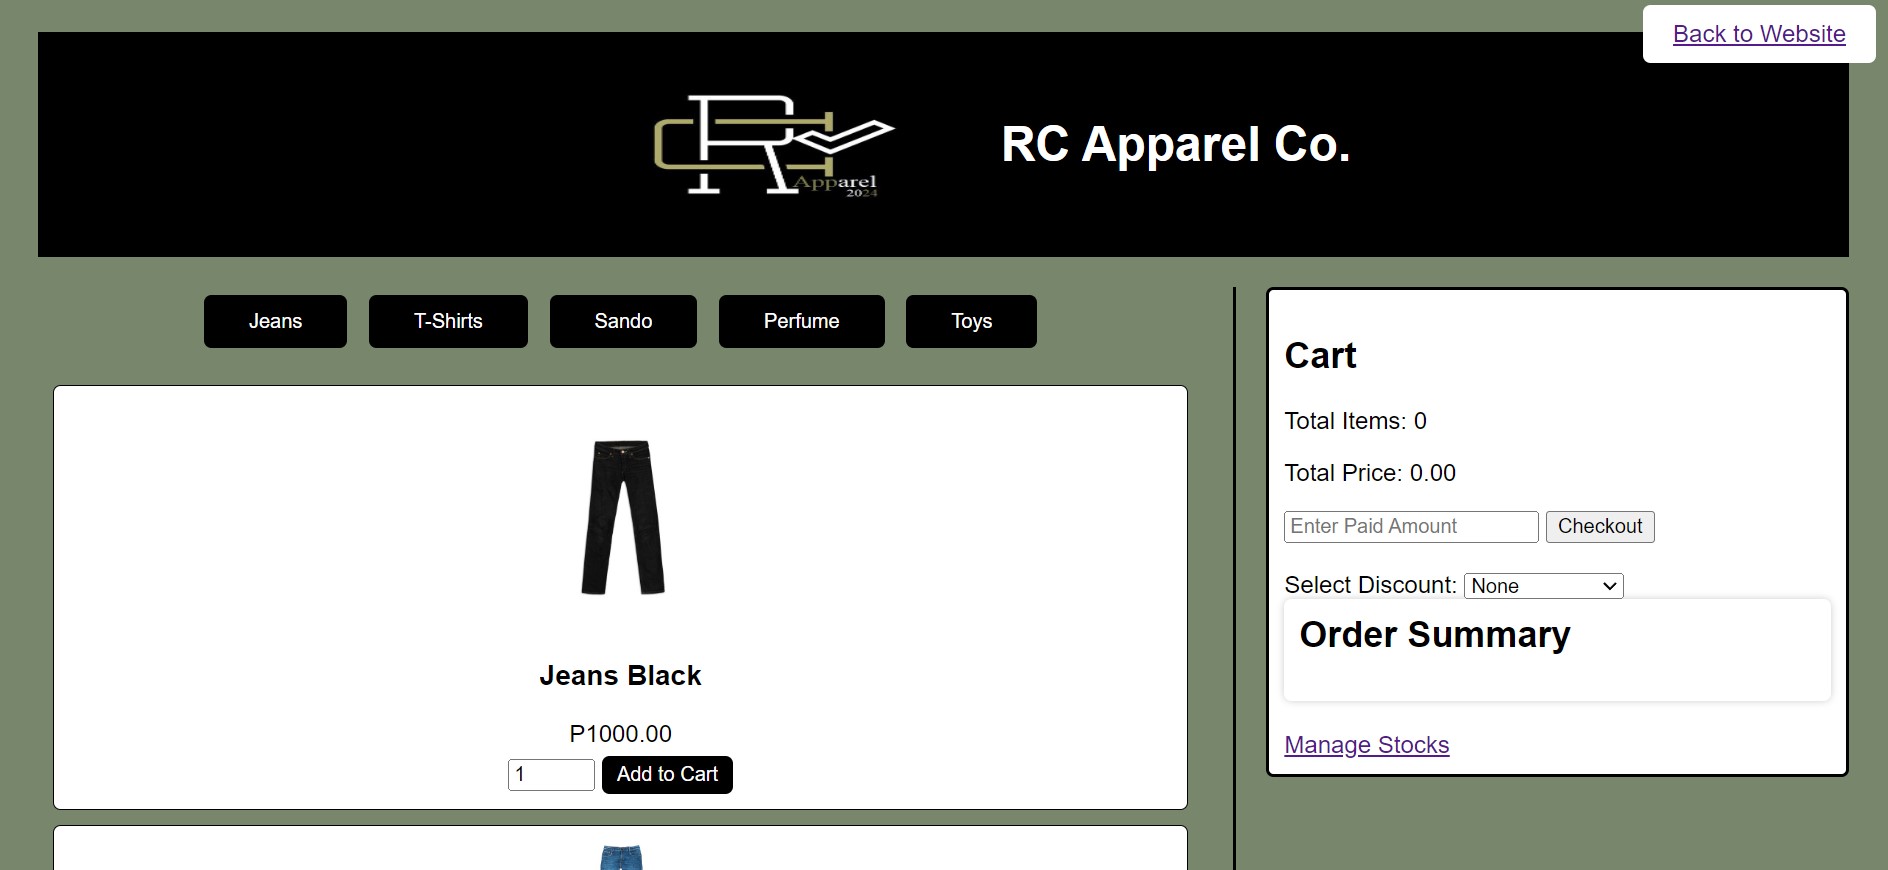 Back to Website
RC
Apparel
2024
RC Apparel Co.
Jeans
T-Shirts
Sando
Perfume
Toys
Jeans Black
P1000.00
1
Add to Cart
Cart
Total Items: 0
Total Price: 0.00
Enter Paid Amount
Checkout
Select Discount: None
Order Summary
Manage Stocks